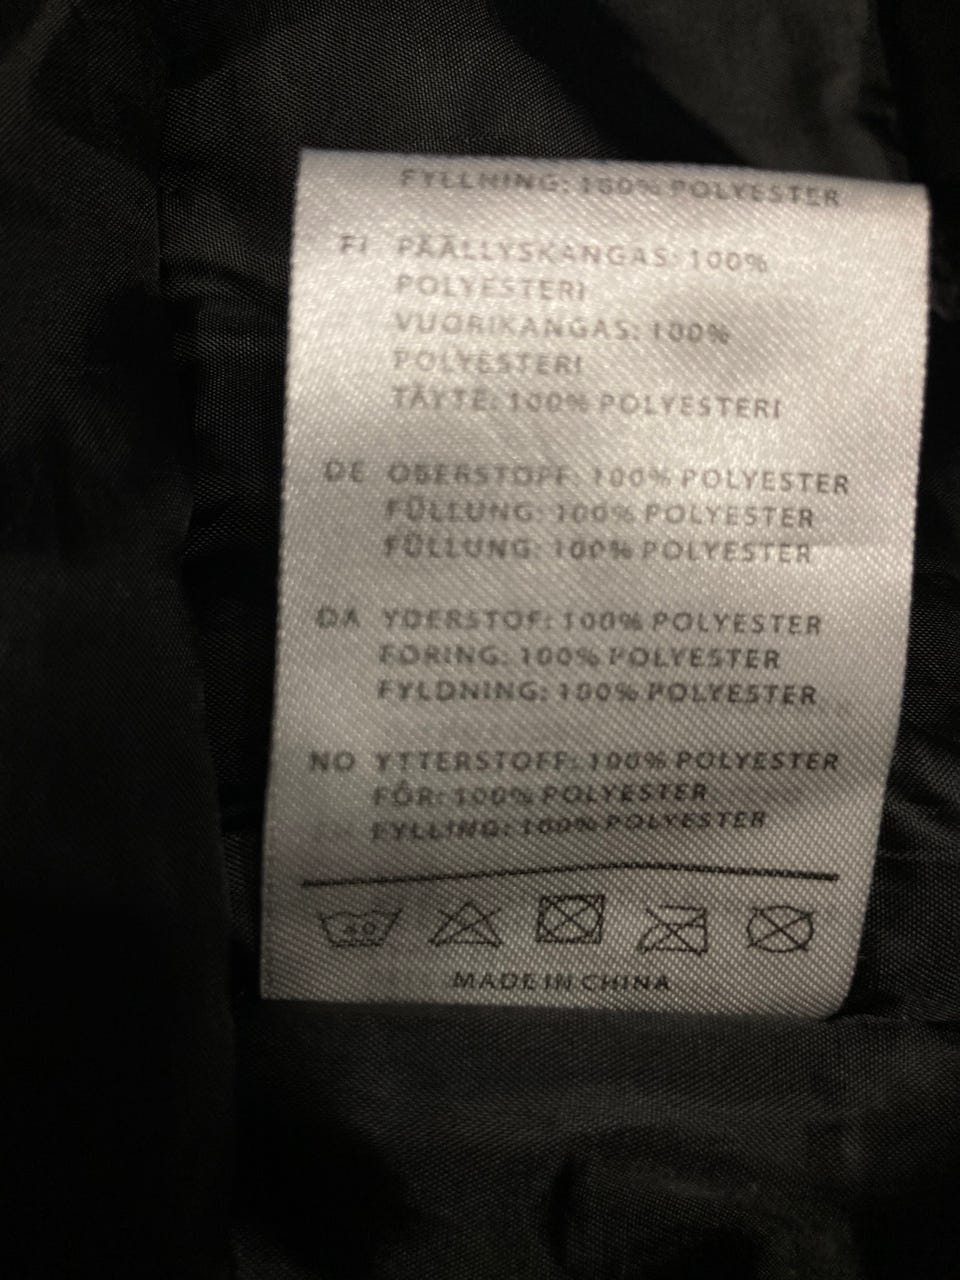 FYLLNING: 100% POLYESTER
FI PÄÄLLYSKANGAS: 100%
POLYESTERI
VUORIKANGAS: 100%
POLYESTERI
TÄYTE: 100% POLYESTERI
DE OBERSTOFF: 100% POLYESTER
FÜLLUNG: 100% POLYESTER
FÜLLUNG: 100% POLYESTER
DA YDERSTOF: 100% POLYESTER
FORING: 100% POLYESTER
FYLDNING: 100% POLYESTER
NO YTTERSTOFF: 100% POLYESTER
FÔR: 100% POLYESTER
FYLLING: 100% POLYESTER
40
MADE IN CHINA